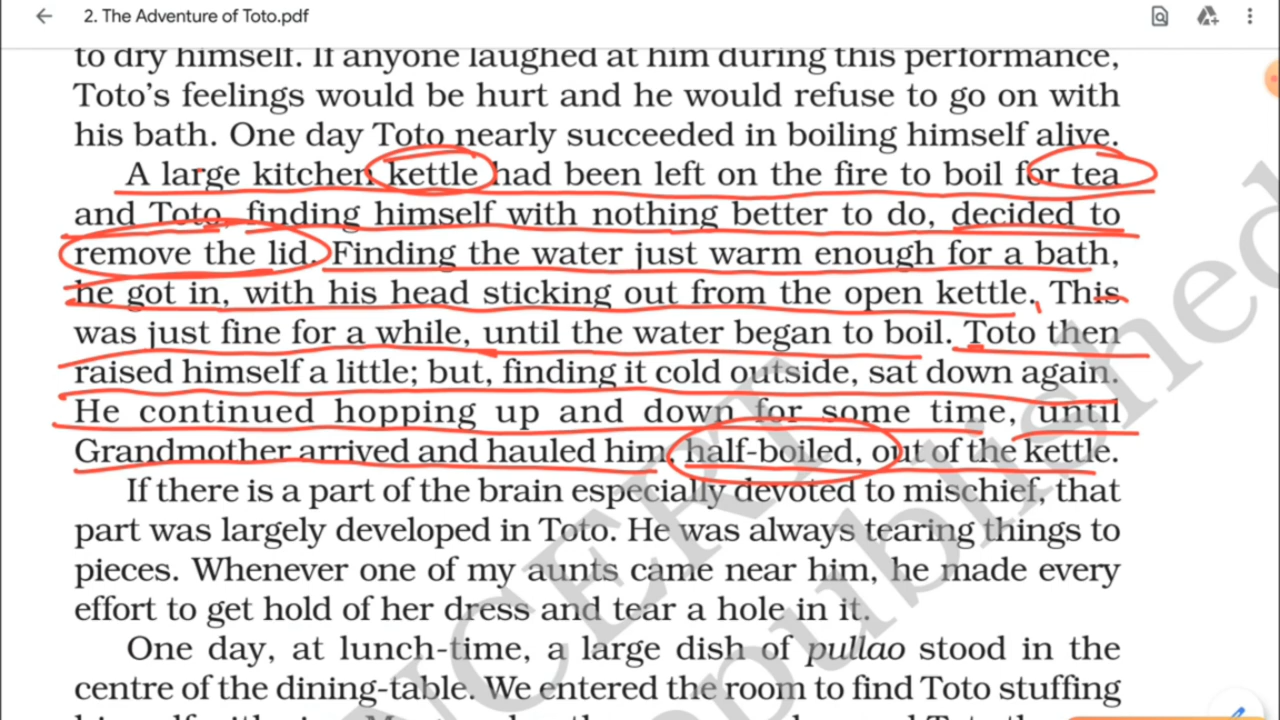 2. The Adventure of Toto.pdf
to dry himself. If anyone laughed at him during this performance,
Toto's feelings would be hurt and he would refuse to go on with
his bath. One day Toto nearly succeeded in boiling himself alive.
A large kitchen kettle had been left on the fire to boil for tea
and Toto, finding himself with nothing better to do, decided to
remove the lid. Finding the water just warm enough for a bath,
he got in, with his head sticking out from the open kettle. This
was just fine for a while, until the water began to boil. Toto then
raised himself a little; but, finding it cold outside, sat down again.
He continued hopping up and down for some time, until
Grandmother arrived and hauled him, half-boiled, out of the kettle.
If there is a part of the brain especially devoted to mischief, that
part was largely developed in Toto. He was always tearing things to
pieces. Whenever one of my aunts came near him, he made every
effort to get hold of her dress and tear a hole in it.
One day, at lunch-time, a large dish of pullao stood in the
centre of the dining-table. We entered the room to find Toto stuffing
NCERT
republished